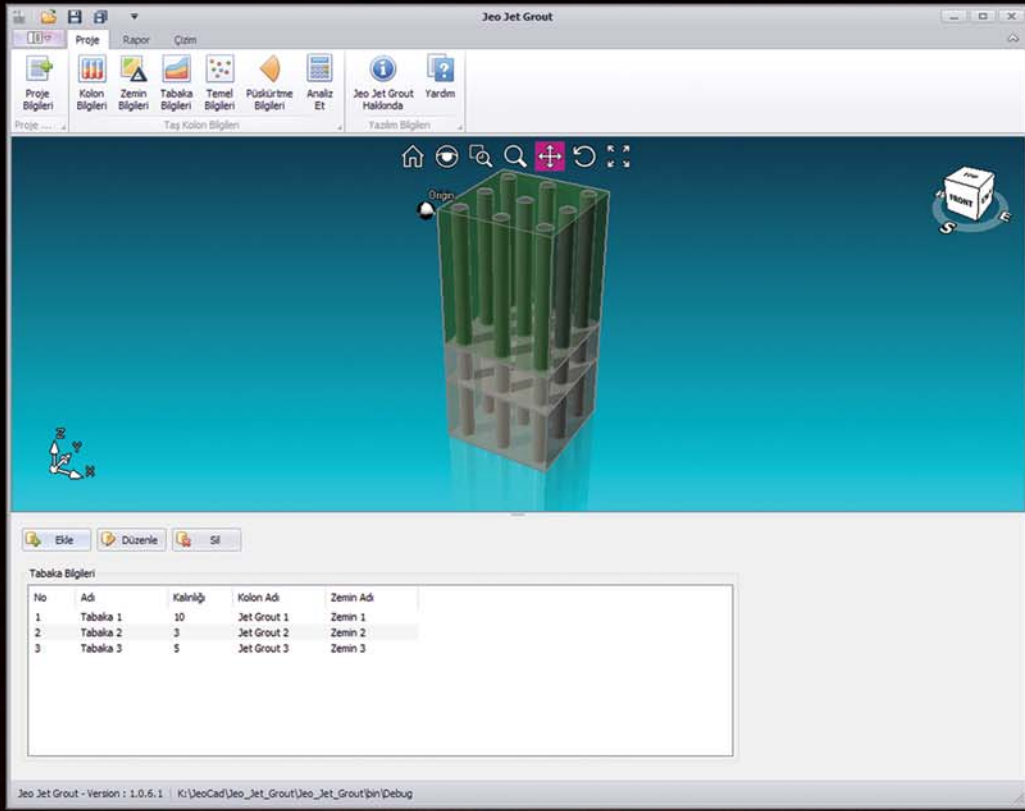 Jeo Jet Grout
Proje Rapor Çizim
Proje Bilgileri
Kolon Bilgileri
Zemin Bilgileri
Tabaka Bilgileri
Temel Bilgileri
Püskürtme Bilgileri
Analiz Et
Jeo Jet Grout Hakkında
Yardım
Proje ...
Taş Kolon Bilgileri
Yazılım Bilgileri
Origin
TOP
FRONT
S
E
Z
Y
X
Ekle Düzenle Sil
Tabaka Bilgileri
No Adı Kalınlığı Kolon Adı Zemin Adı
1 Tabaka 1 10 Jet Grout 1 Zemin 1
2 Tabaka 2 3 Jet Grout 2 Zemin 2
3 Tabaka 3 5 Jet Grout 3 Zemin 3
Jeo Jet Grout - Version : 1.0.6.1 | K:\JeoCad\Jeo_Jet_Grout\Jeo_Jet_Grout\bin\Debug